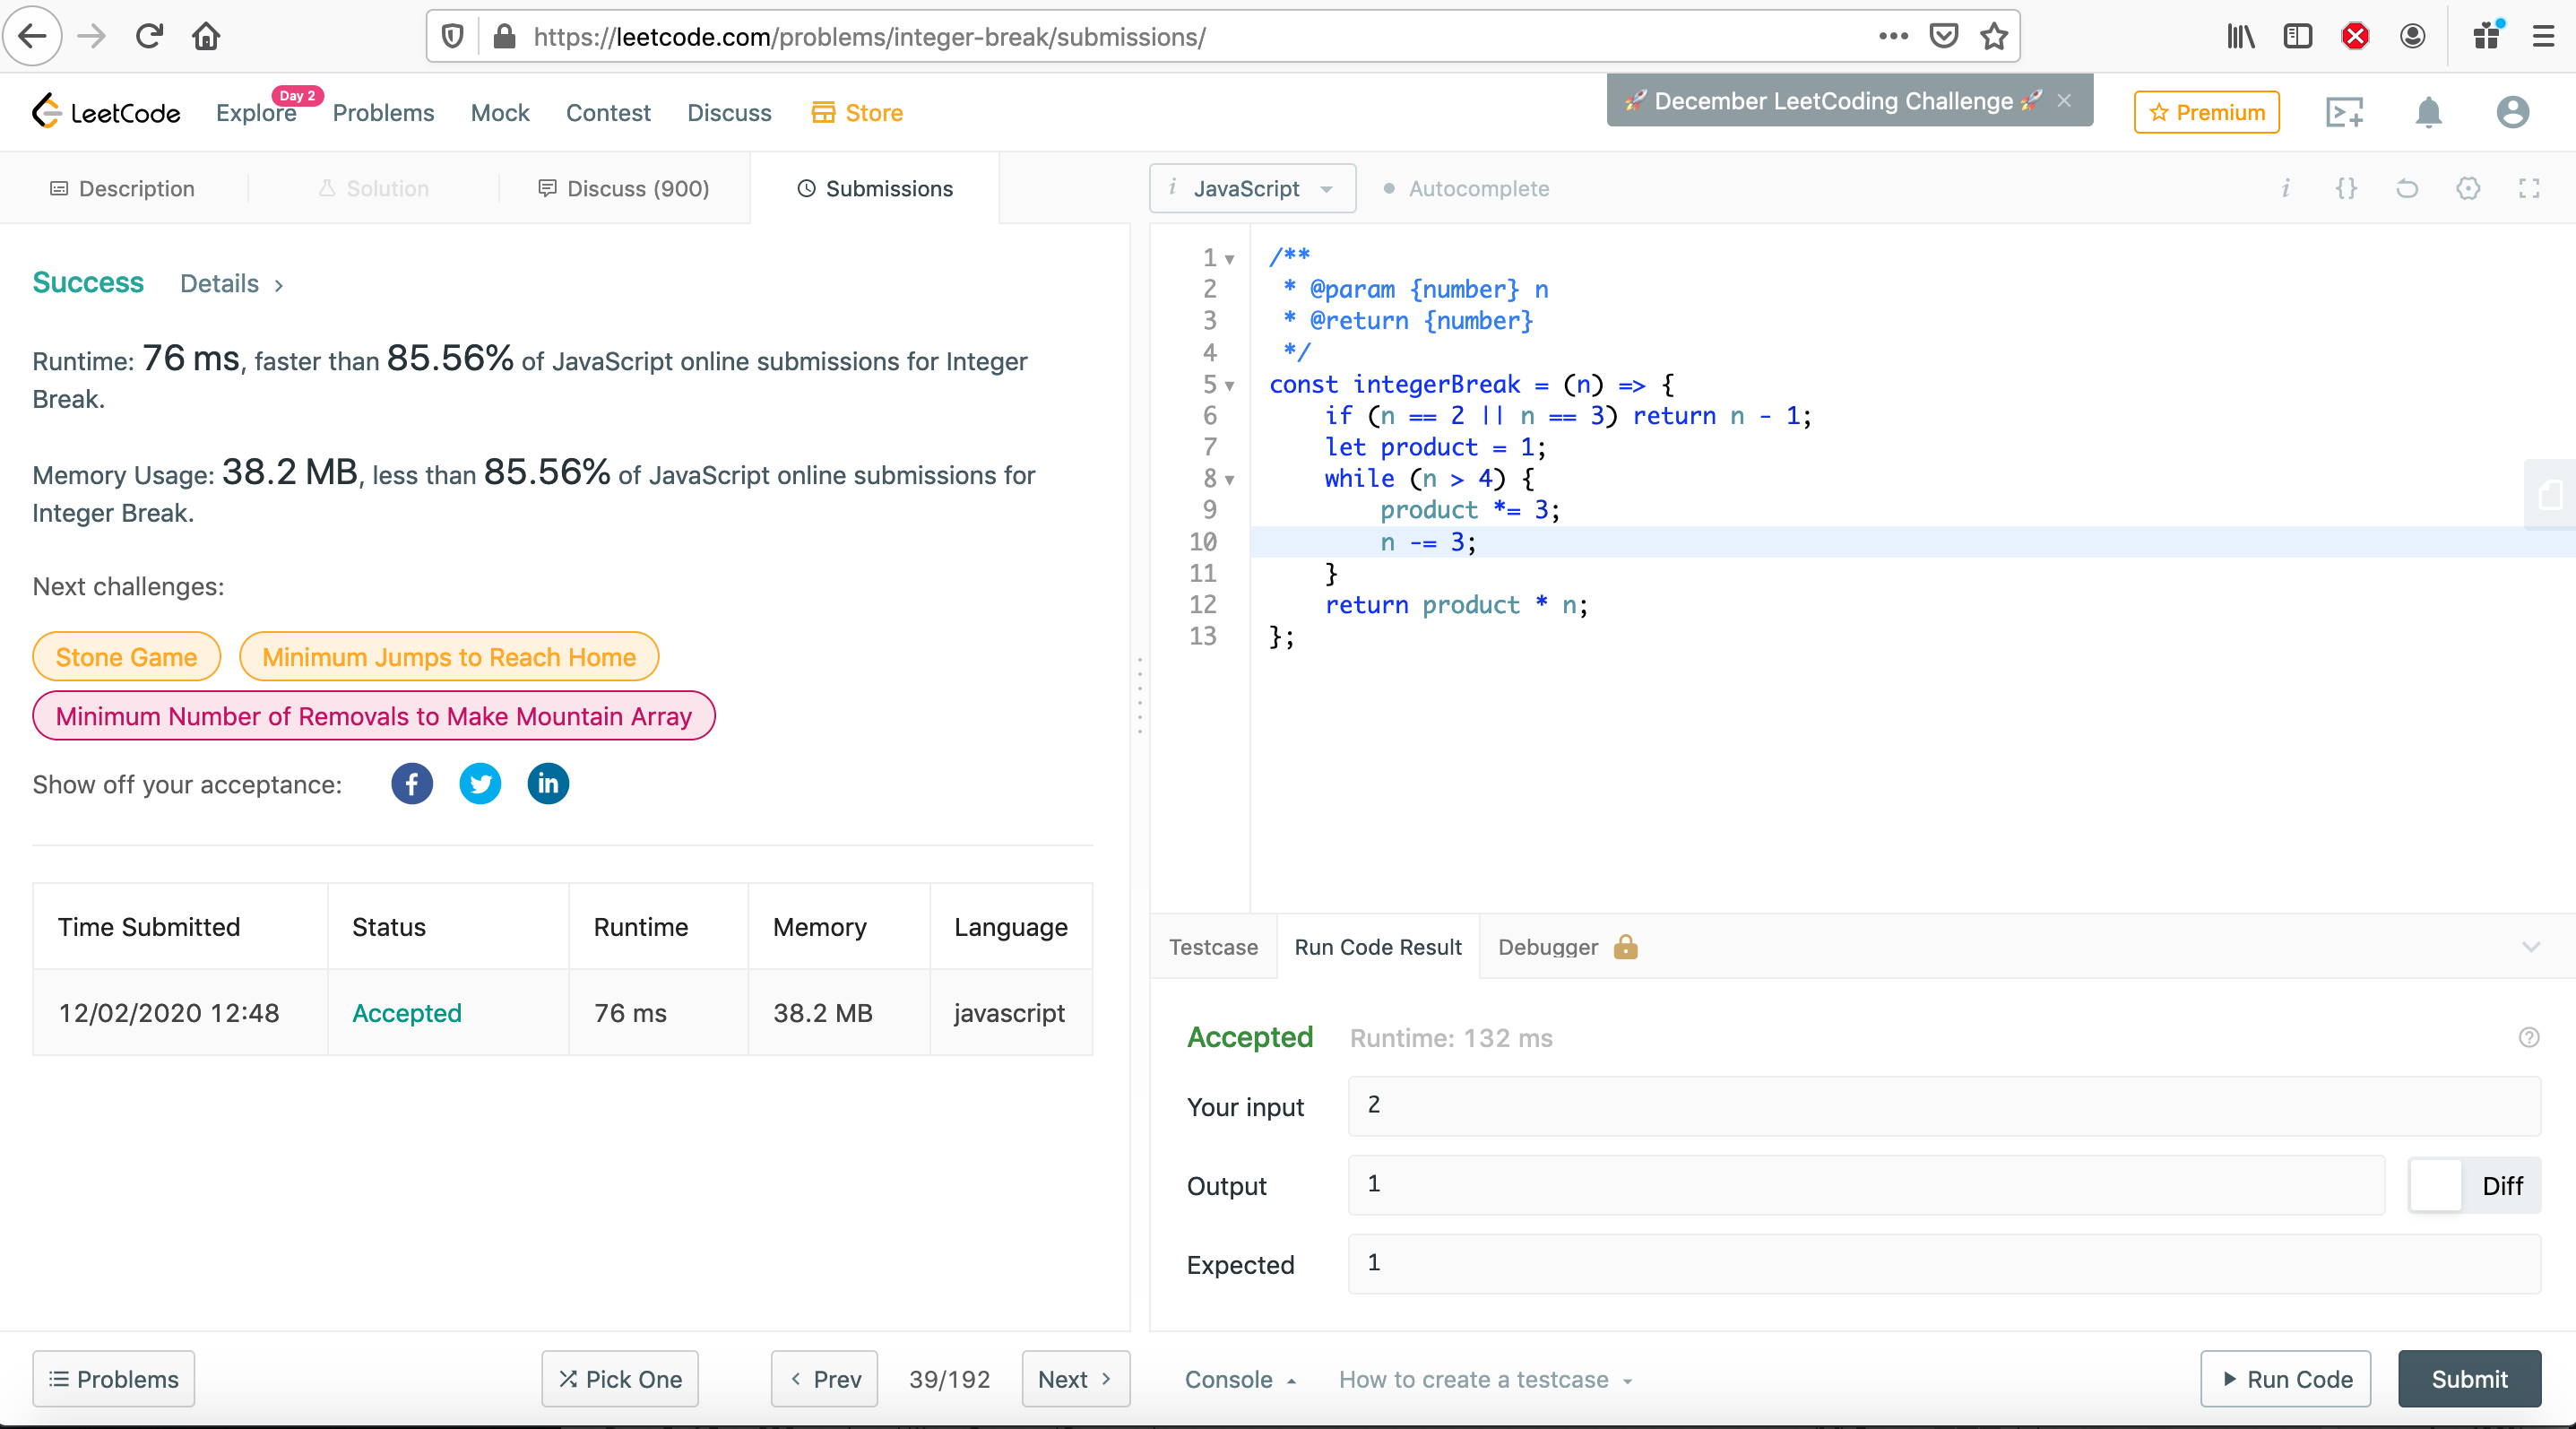 https://leetcode.com/problems/integer-break/submissions/
LeetCode
Explore
Day 2
Problems
Mock
Contest
Discuss
Store
🚀 December LeetCoding Challenge 🚀 ×
Premium
Description
Solution
Discuss (900)
Submissions
Success
Details >
Runtime: 76 ms, faster than 85.56% of JavaScript online submissions for Integer
Break.
Memory Usage: 38.2 MB, less than 85.56% of JavaScript online submissions for
Integer Break.
Next challenges:
Stone Game
Minimum Jumps to Reach Home
Minimum Number of Removals to Make Mountain Array
Show off your acceptance:
Time Submitted Status Runtime Memory Language
12/02/2020 12:48 Accepted 76 ms 38.2 MB javascript
Problems
Pick One
< Prev
39/192
Next >
i JavaScript
Autocomplete
i {}
1 /**
2  * @param {number} n
3  * @return {number}
4  */
5 const integerBreak = (n) => {
6     if (n == 2 || n == 3) return n - 1;
7     let product = 1;
8     while (n > 4) {
9         product *= 3;
10         n -= 3;
11     }
12     return product * n;
13 };
Testcase
Run Code Result
Debugger
Accepted
Runtime: 132 ms
Your input 2
Output 1
Diff
Expected 1
Console
How to create a testcase
Run Code
Submit